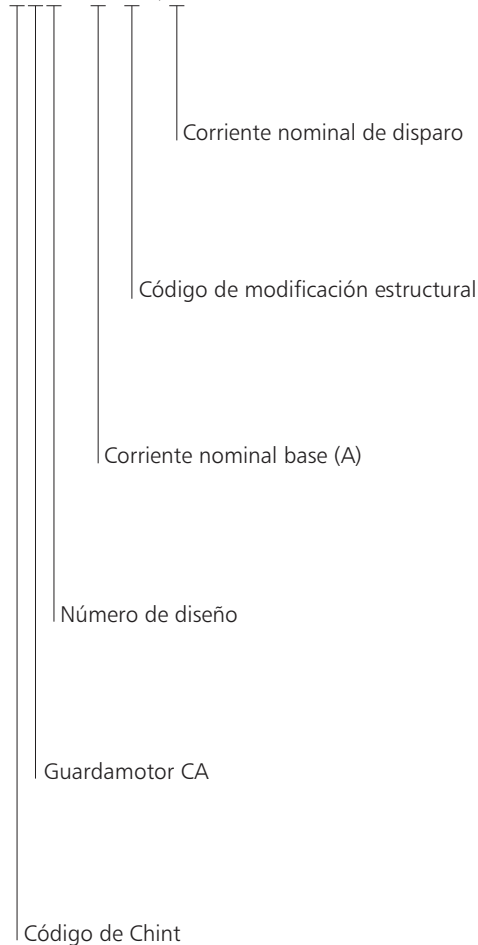 Corriente nominal de disparo
Código de modificación estructural
Corriente nominal base (A)
Número de diseño
Guardamotor CA
Código de Chint